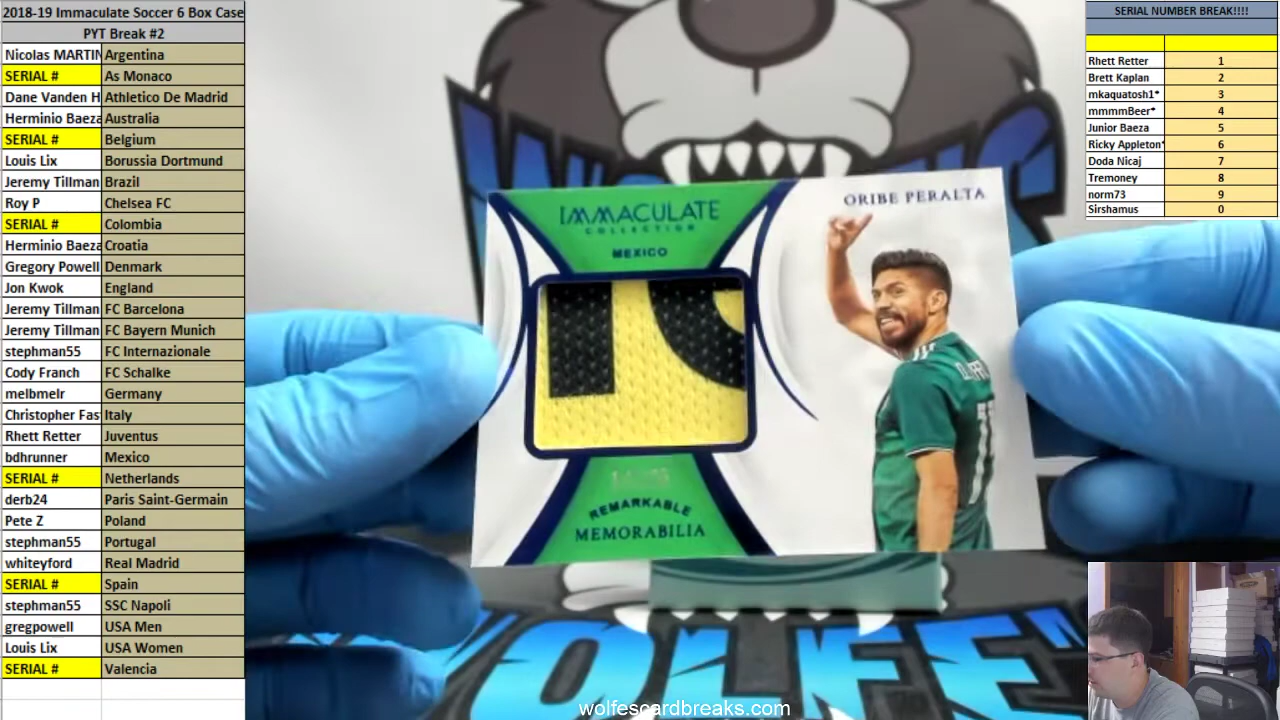 2018-19 Immaculate Soccer 6 Box Case
PYT Break #2
Nicolas MARTIN Argentina
SERIAL # As Monaco
Dane Vanden H Athletico De Madrid
Herminio Baeza Australia
SERIAL # Belgium
Louis Lix Borussia Dortmund
Jeremy Tillman Brazil
Roy P Chelsea FC
SERIAL # Colombia
Herminio Baeza Croatia
Gregory Powell Denmark
Jon Kwok England
Jeremy Tillman FC Barcelona
Jeremy Tillman FC Bayern Munich
stephman55 FC Internazionale
Cody Franch FC Schalke
melbmelr Germany
Christopher Fas Italy
Rhett Retter Juventus
bdhrunner Mexico
SERIAL # Netherlands
derb24 Paris Saint-Germain
Pete Z Poland
stephman55 Portugal
whiteyford Real Madrid
SERIAL # Spain
stephman55 SSC Napoli
gregpowell USA Men
Louis Lix USA Women
SERIAL # Valencia
IMMACULATE
COLLECTION
MEXICO
ORIBE PERALTA
REMARKABLE
MEMORABILIA
wolfescardbreaks.com
SERIAL NUMBER BREAK!!!!
Rhett Retter 1
Brett Kaplan 2
mkaquatosh1* 3
mmmmBeer* 4
Junior Baeza 5
Ricky Appleton* 6
Doda Nicaj 7
Tremoney 8
norm73 9
Sirshamus 0